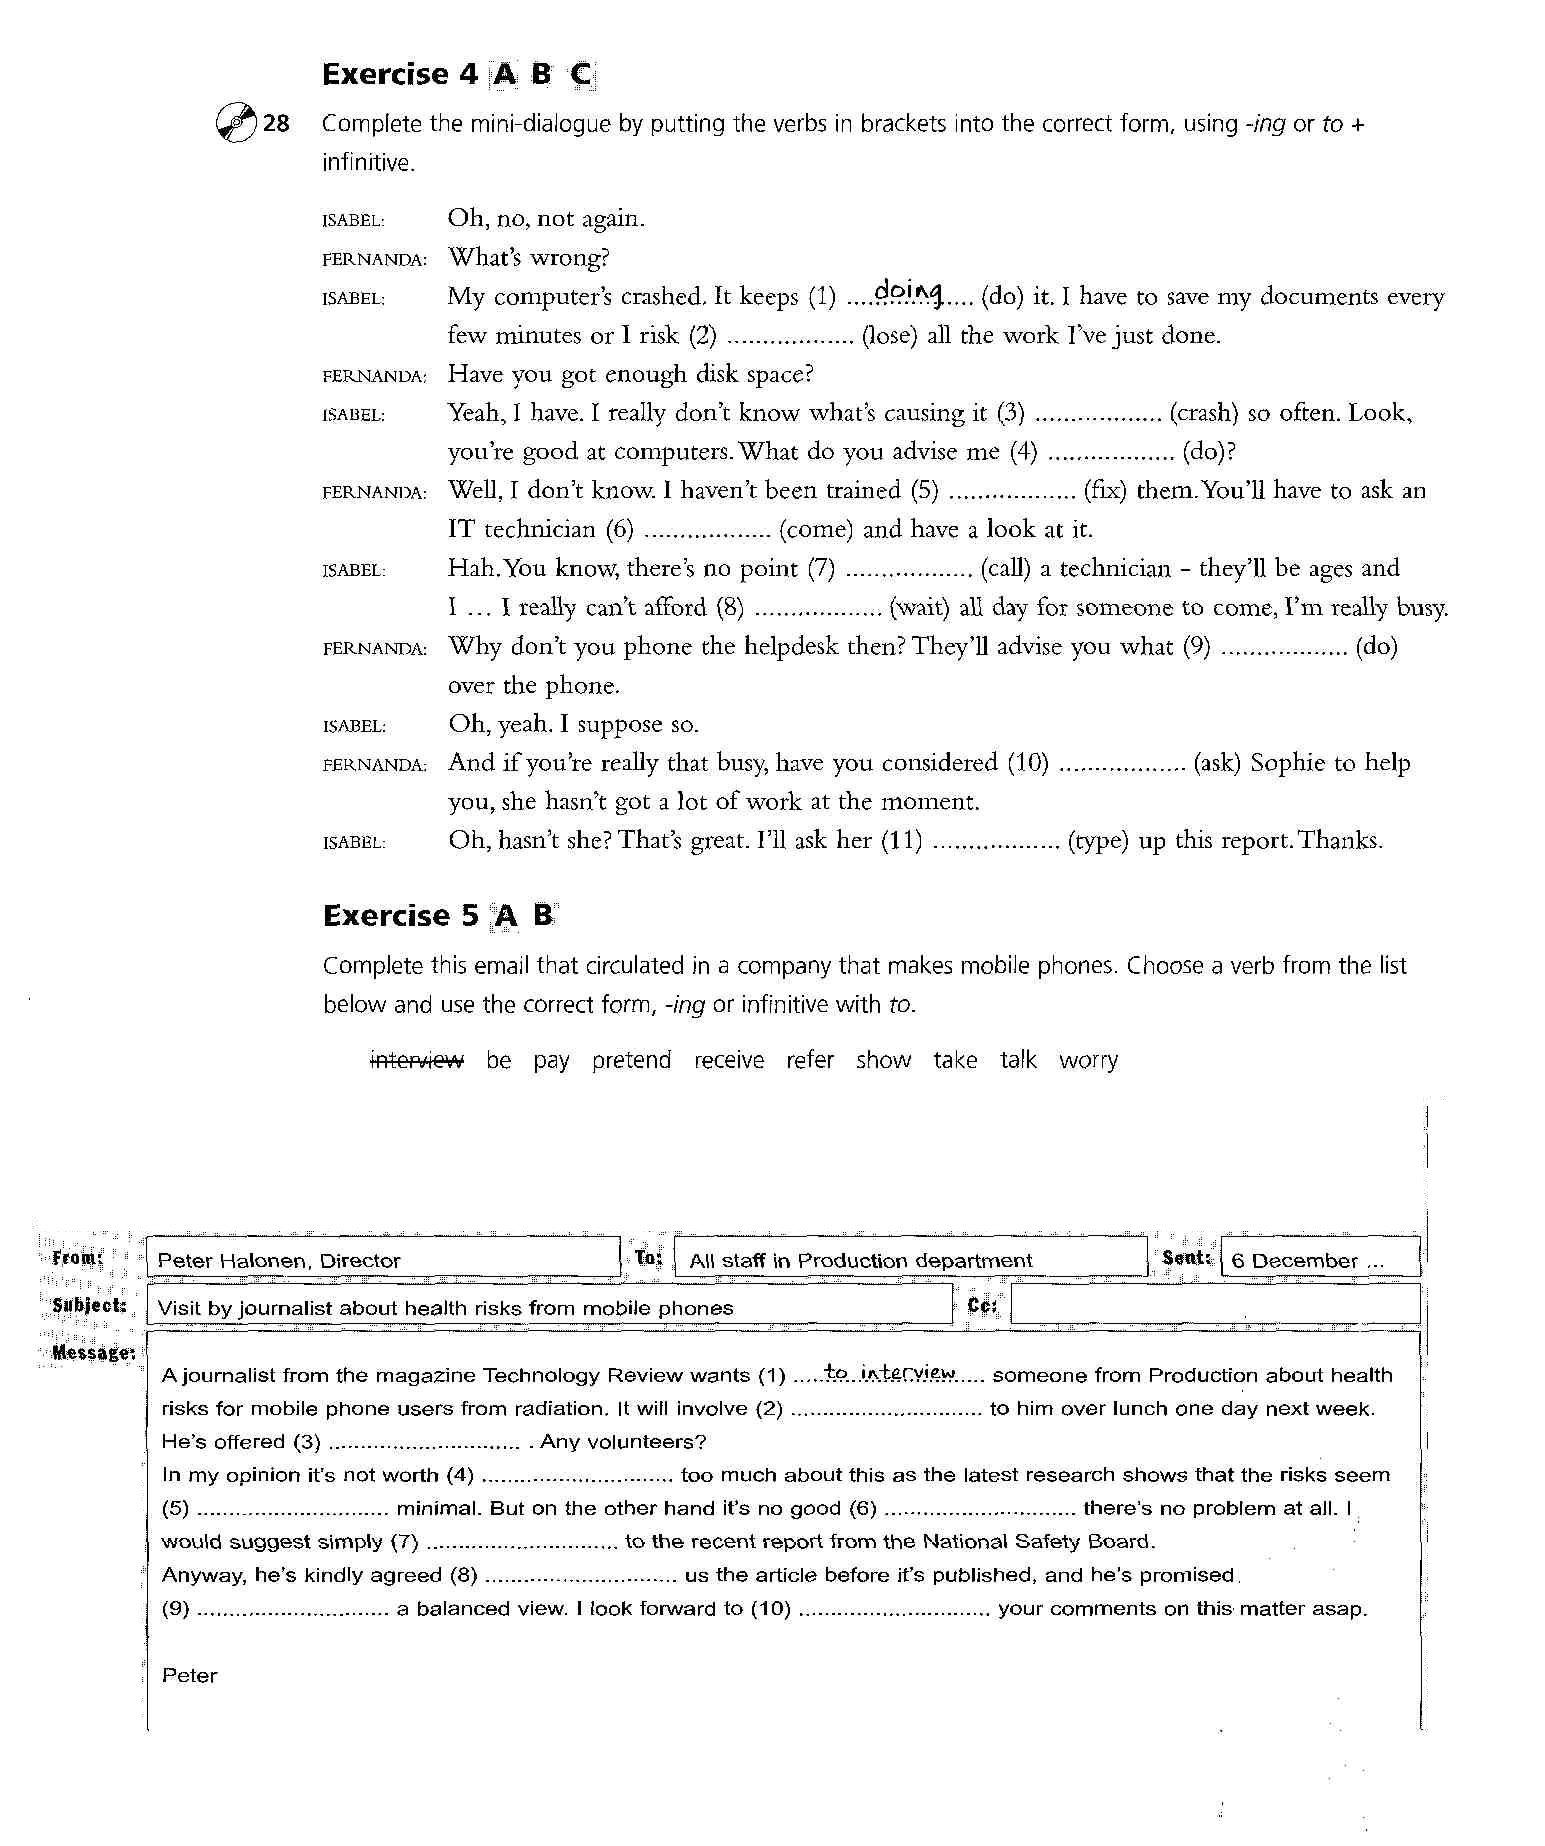 Exercise 4 A B C
28 Complete the mini-dialogue by putting the verbs in brackets into the correct form, using -ing or to +
infinitive.
ISABEL: Oh, no, not again.
FERNANDA: What's wrong?
ISABEL: My computer's crashed. It keeps (1) ....doing.... (do) it. I have to save my documents every
few minutes or I risk (2) .................. (lose) all the work I've just done.
FERNANDA: Have you got enough disk space?
ISABEL: Yeah, I have. I really don't know what's causing it (3) .................. (crash) so often. Look,
you're good at computers. What do you advise me (4) .................. (do)?
FERNANDA: Well, I don't know. I haven't been trained (5) .................. (fix) them. You'll have to ask an
IT technician (6) .................. (come) and have a look at it.
ISABEL: Hah. You know, there's no point (7) .................. (call) a technician – they'll be ages and
I ... I really can't afford (8) .................. (wait) all day for someone to come, I'm really busy.
FERNANDA: Why don't you phone the helpdesk then? They'll advise you what (9) .................. (do)
over the phone.
ISABEL: Oh, yeah. I suppose so.
FERNANDA: And if you're really that busy, have you considered (10) .................. (ask) Sophie to help
you, she hasn't got a lot of work at the moment.
ISABEL: Oh, hasn't she? That's great. I'll ask her (11) .................. (type) up this report. Thanks.
Exercise 5 A B
Complete this email that circulated in a company that makes mobile phones. Choose a verb from the list
below and use the correct form, -ing or infinitive with to.
interview be pay pretend receive refer show take talk worry
From: Peter Halonen, Director To: All staff in Production department Sent: 6 December ...
Subject: Visit by journalist about health risks from mobile phones Cc:
Message:
A journalist from the magazine Technology Review wants (1) .....to interview..... someone from Production about health
risks for mobile phone users from radiation. It will involve (2) .............................. to him over lunch one day next week.
He's offered (3) .............................. . Any volunteers?
In my opinion it's not worth (4) .............................. too much about this as the latest research shows that the risks seem
(5) .............................. minimal. But on the other hand it's no good (6) .............................. there's no problem at all. I
would suggest simply (7) .............................. to the recent report from the National Safety Board.
Anyway, he's kindly agreed (8) .............................. us the article before it's published, and he's promised
(9) .............................. a balanced view. I look forward to (10) .............................. your comments on this matter asap.
Peter